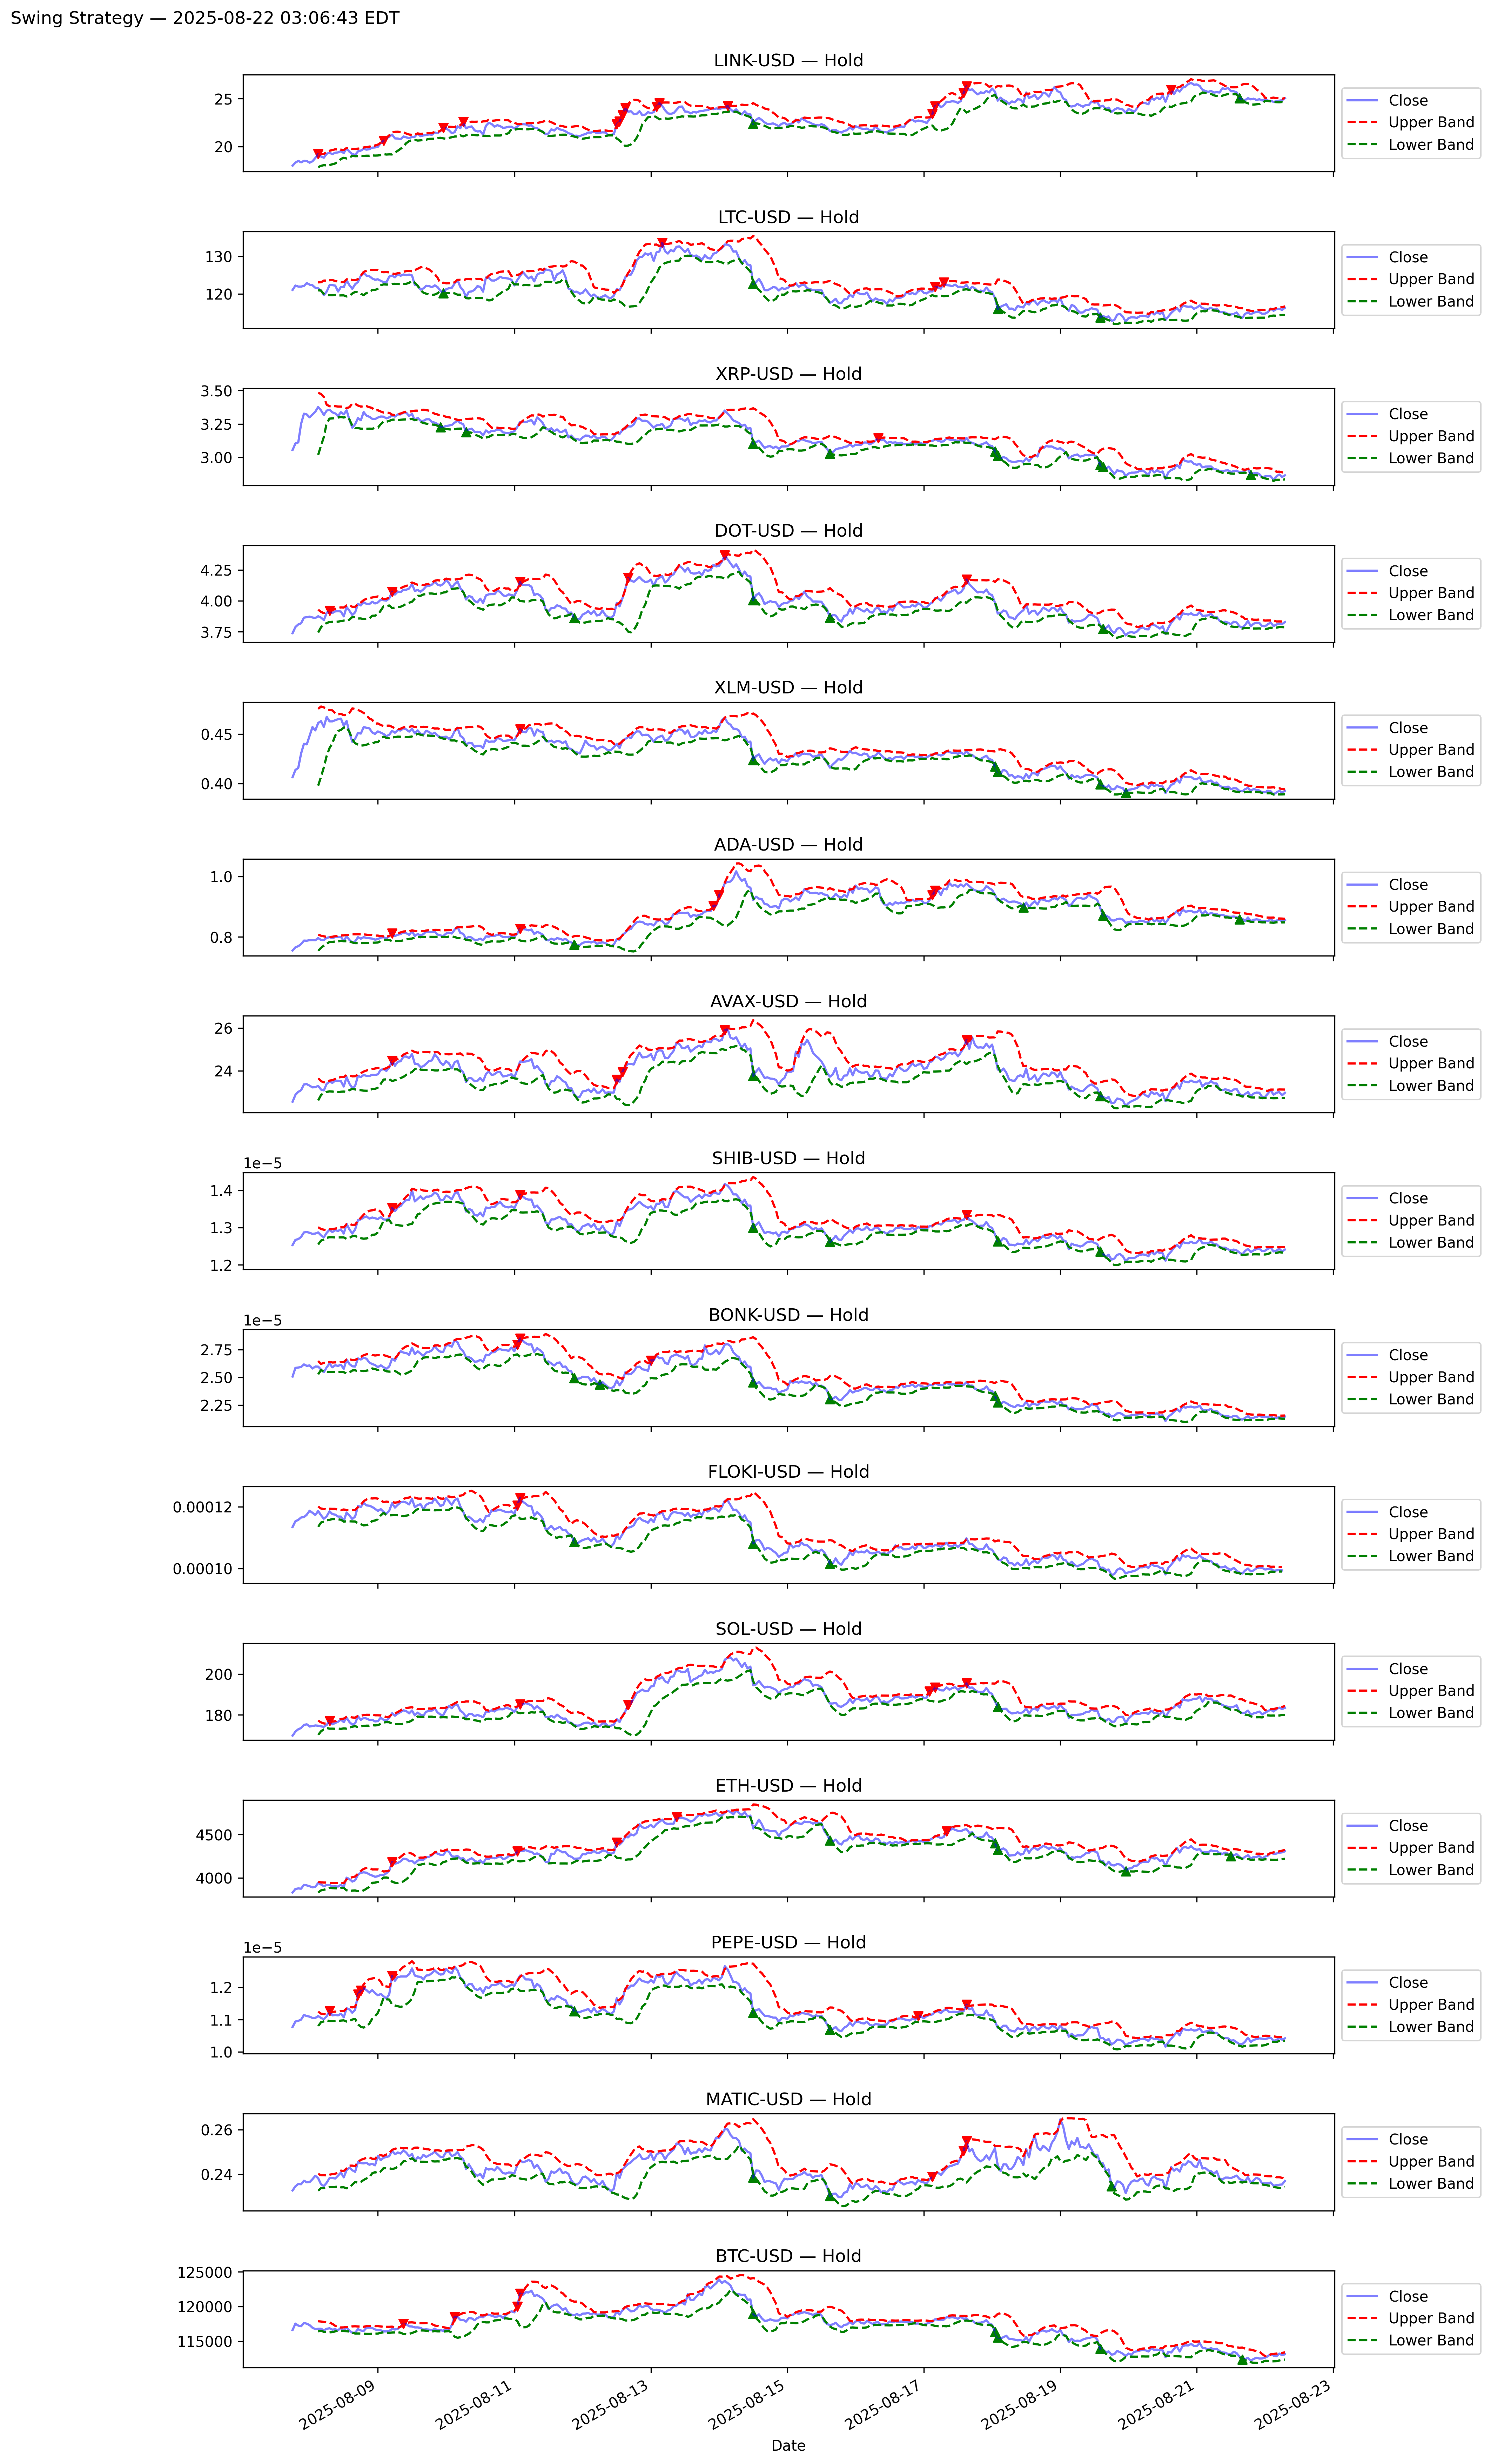 Swing Strategy — 2025-08-22 03:06:43 EDT
LINK-USD — Hold
25
20
Close
Upper Band
Lower Band
LTC-USD — Hold
130
120
Close
Upper Band
Lower Band
XRP-USD — Hold
3.50
3.25
3.00
Close
Upper Band
Lower Band
DOT-USD — Hold
4.25
4.00
3.75
Close
Upper Band
Lower Band
XLM-USD — Hold
0.45
0.40
Close
Upper Band
Lower Band
ADA-USD — Hold
1.0
0.8
Close
Upper Band
Lower Band
AVAX-USD — Hold
26
24
Close
Upper Band
Lower Band
SHIB-USD — Hold
1e−5
1.4
1.3
1.2
Close
Upper Band
Lower Band
BONK-USD — Hold
1e−5
2.75
2.50
2.25
Close
Upper Band
Lower Band
FLOKI-USD — Hold
0.00012
0.00010
Close
Upper Band
Lower Band
SOL-USD — Hold
200
180
Close
Upper Band
Lower Band
ETH-USD — Hold
4500
4000
Close
Upper Band
Lower Band
PEPE-USD — Hold
1e−5
1.2
1.1
1.0
Close
Upper Band
Lower Band
MATIC-USD — Hold
0.26
0.24
Close
Upper Band
Lower Band
BTC-USD — Hold
125000
120000
115000
Close
Upper Band
Lower Band
2025-08-09
2025-08-11
2025-08-13
2025-08-15
2025-08-17
2025-08-19
2025-08-21
2025-08-23
Date